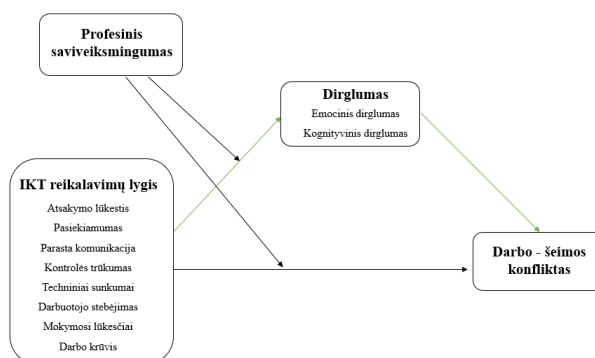 Profesinis
saviveiksmingumas
Dirglumas
Emocinis dirglumas
Kognityvinis dirglumas
IKT reikalavimų lygis
Atsakymo lūkestis
Pasiekiamumas
Parasta komunikacija
Kontrolės trūkumas
Techniniai sunkumai
Darbuotojo stebėjimas
Mokymosi lūkesčiai
Darbo krūvis
Darbo - šeimos
konfliktas